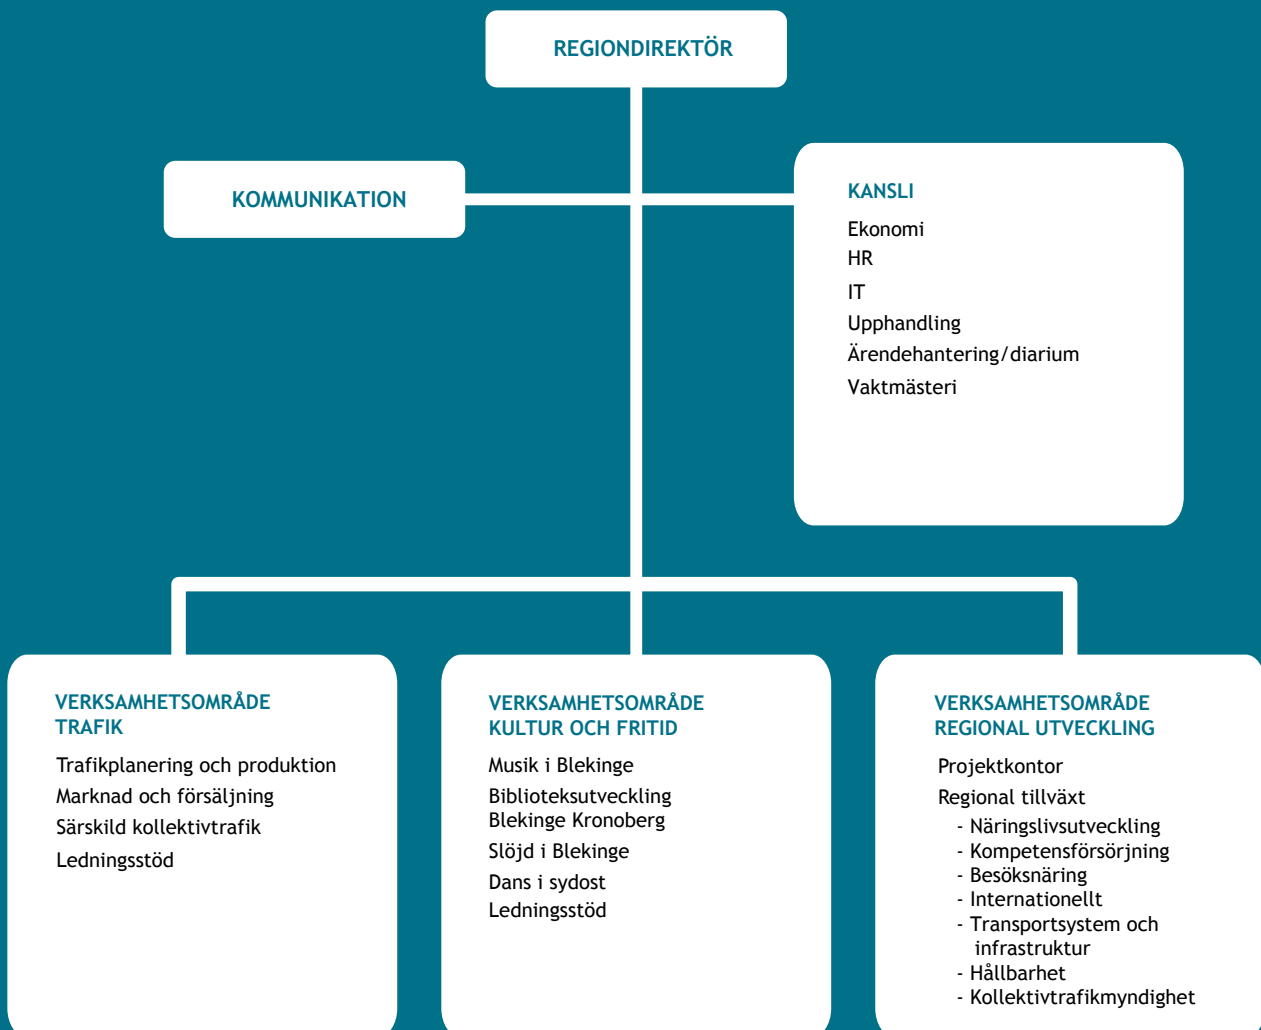 REGIONDIREKTÖR
KOMMUNIKATION
KANSLI
Ekonomi
HR
IT
Upphandling
Ärendehantering/diarium
Vaktmästeri
VERKSAMHETSOMRÅDE
TRAFIK
Trafikplanering och produktion
Marknad och försäljning
Särskild kollektivtrafik
Ledningsstöd
VERKSAMHETSOMRÅDE
KULTUR OCH FRITID
Musik i Blekinge
Biblioteksutveckling
Blekinge Kronoberg
Slöjd i Blekinge
Dans i sydost
Ledningsstöd
VERKSAMHETSOMRÅDE
REGIONAL UTVECKLING
Projektkontor
Regional tillväxt
- Näringslivsutveckling
- Kompetensförsörjning
- Besöksnäring
- Internationellt
- Transportsystem och
infrastruktur
- Hållbarhet
- Kollektivtrafikmyndighet